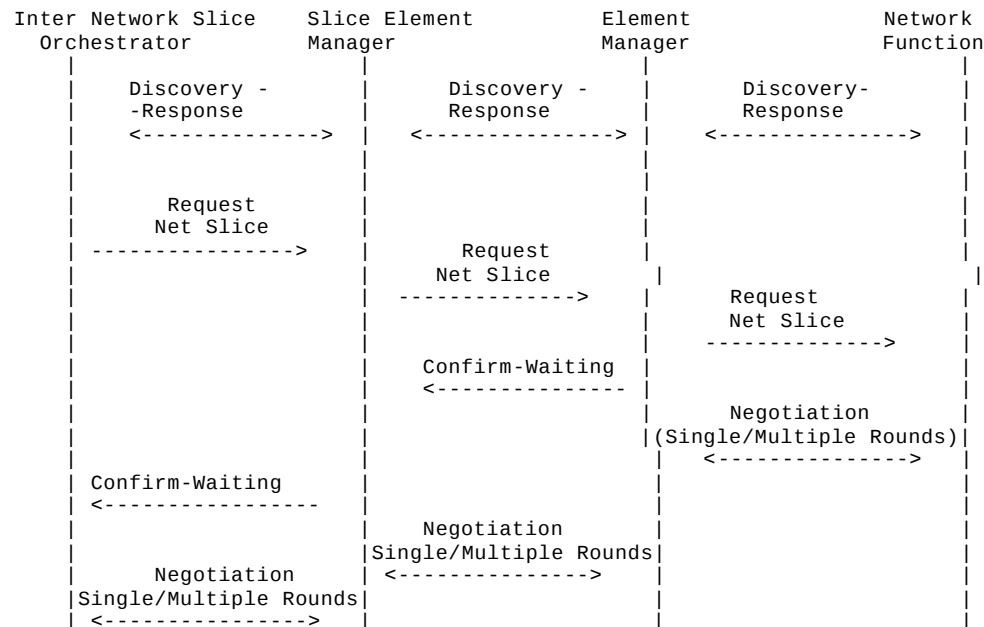 Inter Network Slice     Slice Element             Element                  Network
  Orchestrator         Manager                  Manager               Function
Discovery -          Discovery -            Discovery-
-Response            Response               Response
Request
Net Slice
Request
Net Slice
Request
Net Slice
Confirm-Waiting
Negotiation
(Single/Multiple Rounds)
Confirm-Waiting
Negotiation
Single/Multiple Rounds
Negotiation
Single/Multiple Rounds